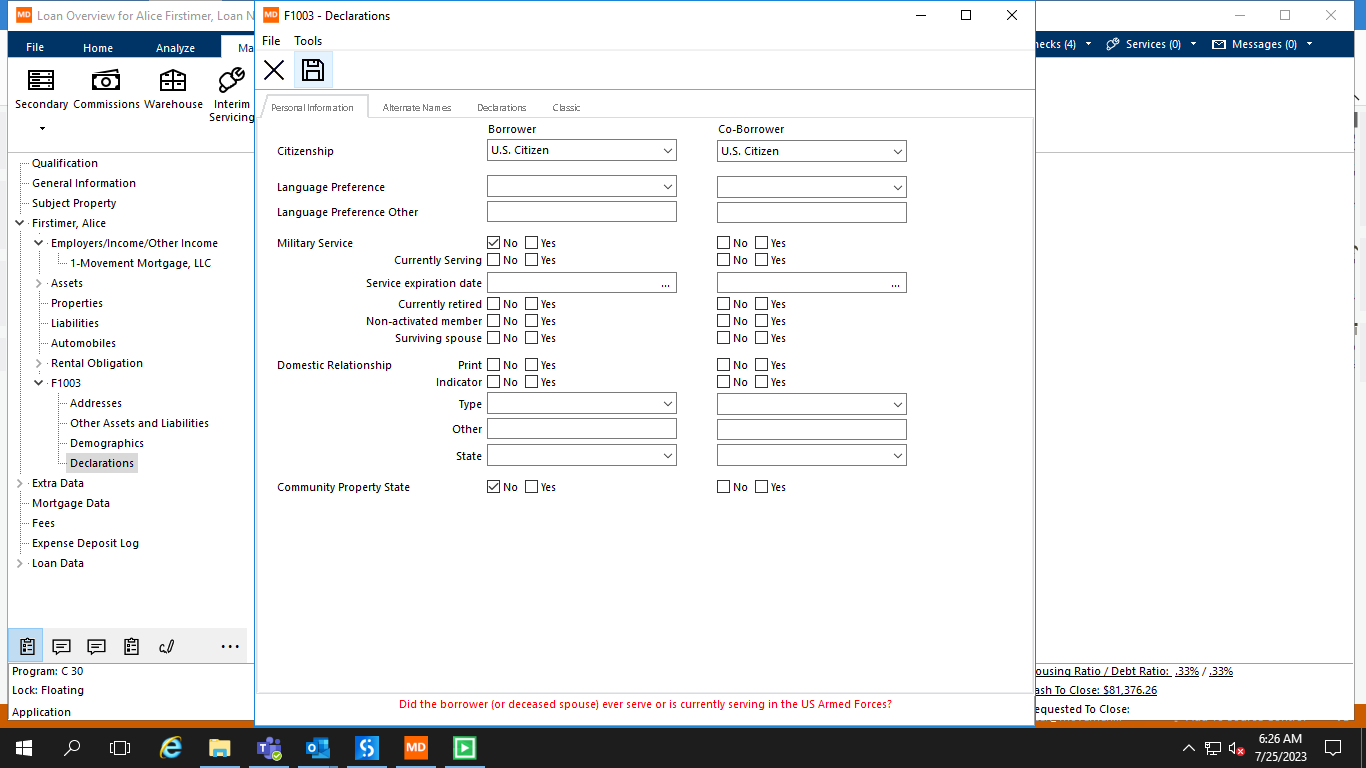 MD Loan Overview for Alice Firstimer, Loan N
MD F1003 - Declarations
File Home Analyze Ma
File Tools
Checks (4) Services (0) Messages (0)
Secondary Commissions Warehouse Interim Servicing
Personal Information Alternate Names Declarations Classic
Qualification
General Information
Subject Property
Firstimer, Alice
Employers/Income/Other Income
1-Movement Mortgage, LLC
Assets
Properties
Liabilities
Automobiles
Rental Obligation
F1003
Addresses
Other Assets and Liabilities
Demographics
Declarations
Extra Data
Mortgage Data
Fees
Expense Deposit Log
Loan Data
Borrower Co-Borrower
Citizenship U.S. Citizen U.S. Citizen
Language Preference
Language Preference Other
Military Service No Yes No Yes
Currently Serving No Yes No Yes
Service expiration date ... ...
Currently retired No Yes No Yes
Non-activated member No Yes No Yes
Surviving spouse No Yes No Yes
Domestic Relationship Print No Yes No Yes
Indicator No Yes No Yes
Type
Other
State
Community Property State No Yes No Yes
Did the borrower (or deceased spouse) ever serve or is currently serving in the US Armed Forces?
...
Program: C 30
Lock: Floating
Application
ousing Ratio / Debt Ratio: .33% / .33%
ash To Close: $81,376.26
equested To Close:
MD
6:26 AM
7/25/2023